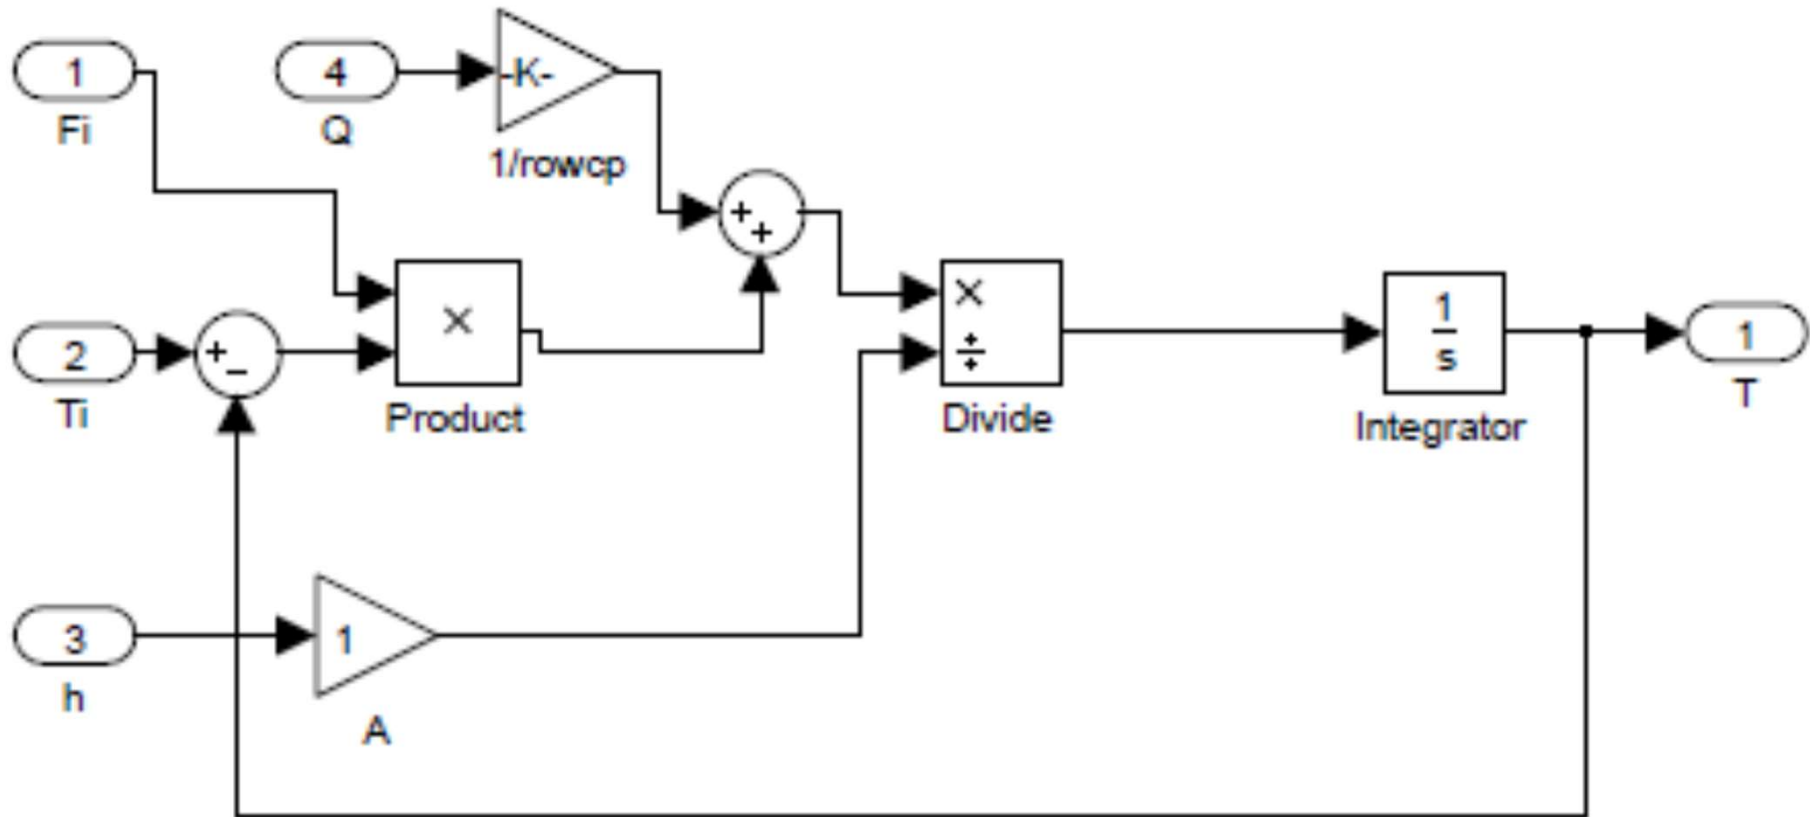 1
Fi
4
Q
-K-
1/rowcp
+
+
2
Ti
+
−
×
Product
×
÷
Divide
1
s
Integrator
1
T
3
h
1
A